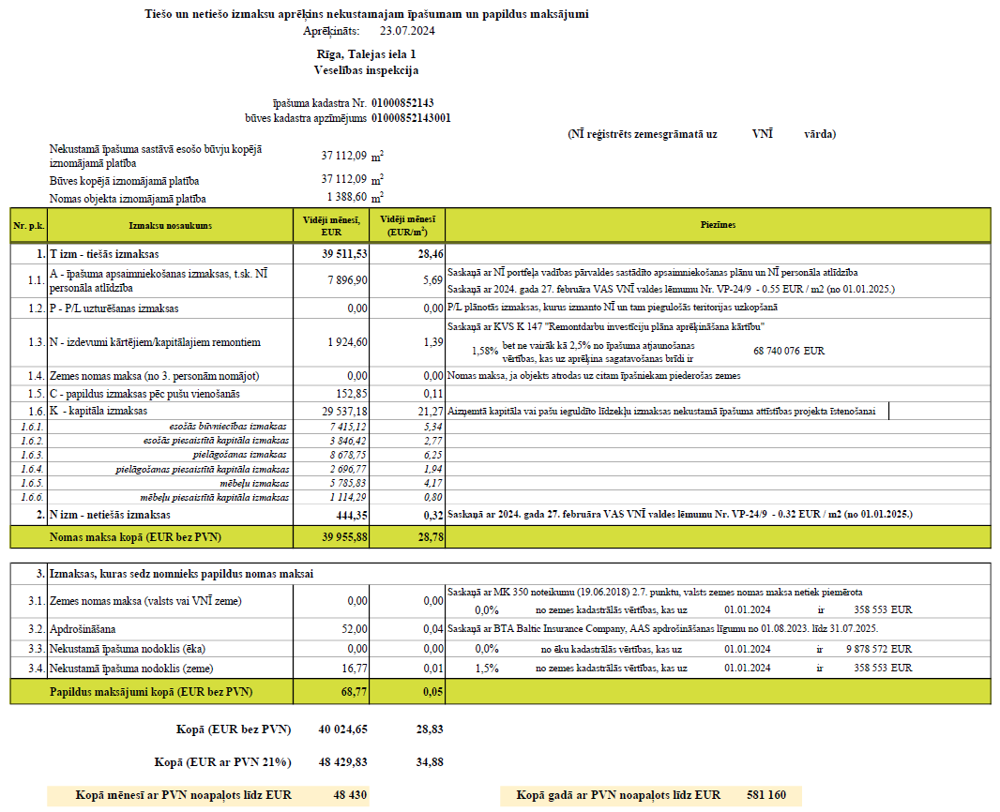 Tiešo un netiešo izmaksu aprēķins nekustamajam īpašumam un papildus maksājumi
Aprēķināts: 23.07.2024
Rīga, Talejas iela 1
Veselības inspekcija
īpašuma kadastra Nr. 01000852143
būves kadastra apzīmējums 01000852143001
(NĪ reģistrēts zemesgrāmatā uz VNĪ vārda)
Nekustamā īpašuma sastāvā esošo būvju kopējā
iznomājamā platība 37 112,09 m²
Būves kopējā iznomājamā platība 37 112,09 m²
Nomas objekta iznomājamā platība 1 388,60 m²
Nr. p.k. Izmaksu nosaukums Vidēji mēnesī, EUR Vidēji mēnesī (EUR/m²) Piezīmes
1. T izm - tiešās izmaksas 39 511,53 28,46
1.1. A - īpašuma apsaimniekošanas izmaksas, t.sk. NĪ personāla atlīdzība 7 896,90 5,69 Saskaņā ar NĪ portfeļa vadības pārvaldes sastādīto apsaimniekošanas plānu un NĪ personāla atlīdzība
Saskaņā ar 2024. gada 27. februāra VAS VNĪ valdes lēmumu Nr. VP-24/9 - 0.55 EUR / m2 (no 01.01.2025.)
1.2. P - P/L uzturēšanas izmaksas 0,00 0,00 P/L plānotās izmaksas, kurus izmanto NĪ un tam piegulošās teritorijas uzkopšanā
1.3. N - izdevumi kārtējiem/kapitālajiem remontiem 1 924,60 1,39 Saskaņā ar KVS K 147 "Remontdarbu investīciju plāna aprēķināšana kārtību"
1,58% bet ne vairāk kā 2,5% no īpašuma atjaunošanas
vērtības, kas uz aprēķina sagatavošanas brīdi ir 68 740 076 EUR
1.4. Zemes nomas maksa (no 3. personām nomājot) 0,00 0,00 Nomas maksa, ja objekts atrodas uz citam īpašniekam piederošas zemes
1.5. C - papildus izmaksas pēc pušu vienošanās 152,85 0,11
1.6. K - kapitāla izmaksas 29 537,18 21,27 Aizņemtā kapitāla vai pašu ieguldīto līdzekļu izmaksas nekustamā īpašuma attīstības projekta īstenošanai
1.6.1. esošās būvniecības izmaksas 7 415,12 5,34
1.6.2. esošās piesaistītā kapitāla izmaksas 3 846,42 2,77
1.6.3. pielāgošanas izmaksas 8 678,75 6,25
1.6.4. pielāgošanas piesaistītā kapitāla izmaksas 2 696,77 1,94
1.6.5. mēbeļu izmaksas 5 785,83 4,17
1.6.6. mēbeļu piesaistītā kapitāla izmaksas 1 114,29 0,80
2. N izm - netiešās izmaksas 444,35 0,32 Saskaņā ar 2024. gada 27. februāra VAS VNĪ valdes lēmumu Nr. VP-24/9 - 0.32 EUR / m2 (no 01.01.2025.)
Nomas maksa kopā (EUR bez PVN) 39 955,88 28,78
3. Izmaksas, kuras sedz nomnieks papildus nomas maksai
3.1. Zemes nomas maksa (valsts vai VNĪ zeme) 0,00 0,00 Saskaņā ar MK 350 noteikumu (19.06.2018) 2.7. punktu, valsts zemes nomas maksa netiek piemērota
0,0% no zemes kadastrālās vērtības, kas uz 01.01.2024 ir 358 553 EUR
3.2. Apdrošināšana 52,00 0,04 Saskaņā ar BTA Baltic Insurance Company, AAS apdrošināšanas līgumu no 01.08.2023. līdz 31.07.2025.
3.3. Nekustamā īpašuma nodoklis (ēka) 0,00 0,00 0,0% no ēku kadastrālās vērtības, kas uz 01.01.2024 ir 9 878 572 EUR
3.4. Nekustamā īpašuma nodoklis (zeme) 16,77 0,01 1,5% no zemes kadastrālās vērtības, kas uz 01.01.2024 ir 358 553 EUR
Papildus maksājumi kopā (EUR bez PVN) 68,77 0,05
Kopā (EUR bez PVN) 40 024,65 28,83
Kopā (EUR ar PVN 21%) 48 429,83 34,88
Kopā mēnesī ar PVN noapaļots līdz EUR 48 430 Kopā gadā ar PVN noapaļots līdz EUR 581 160